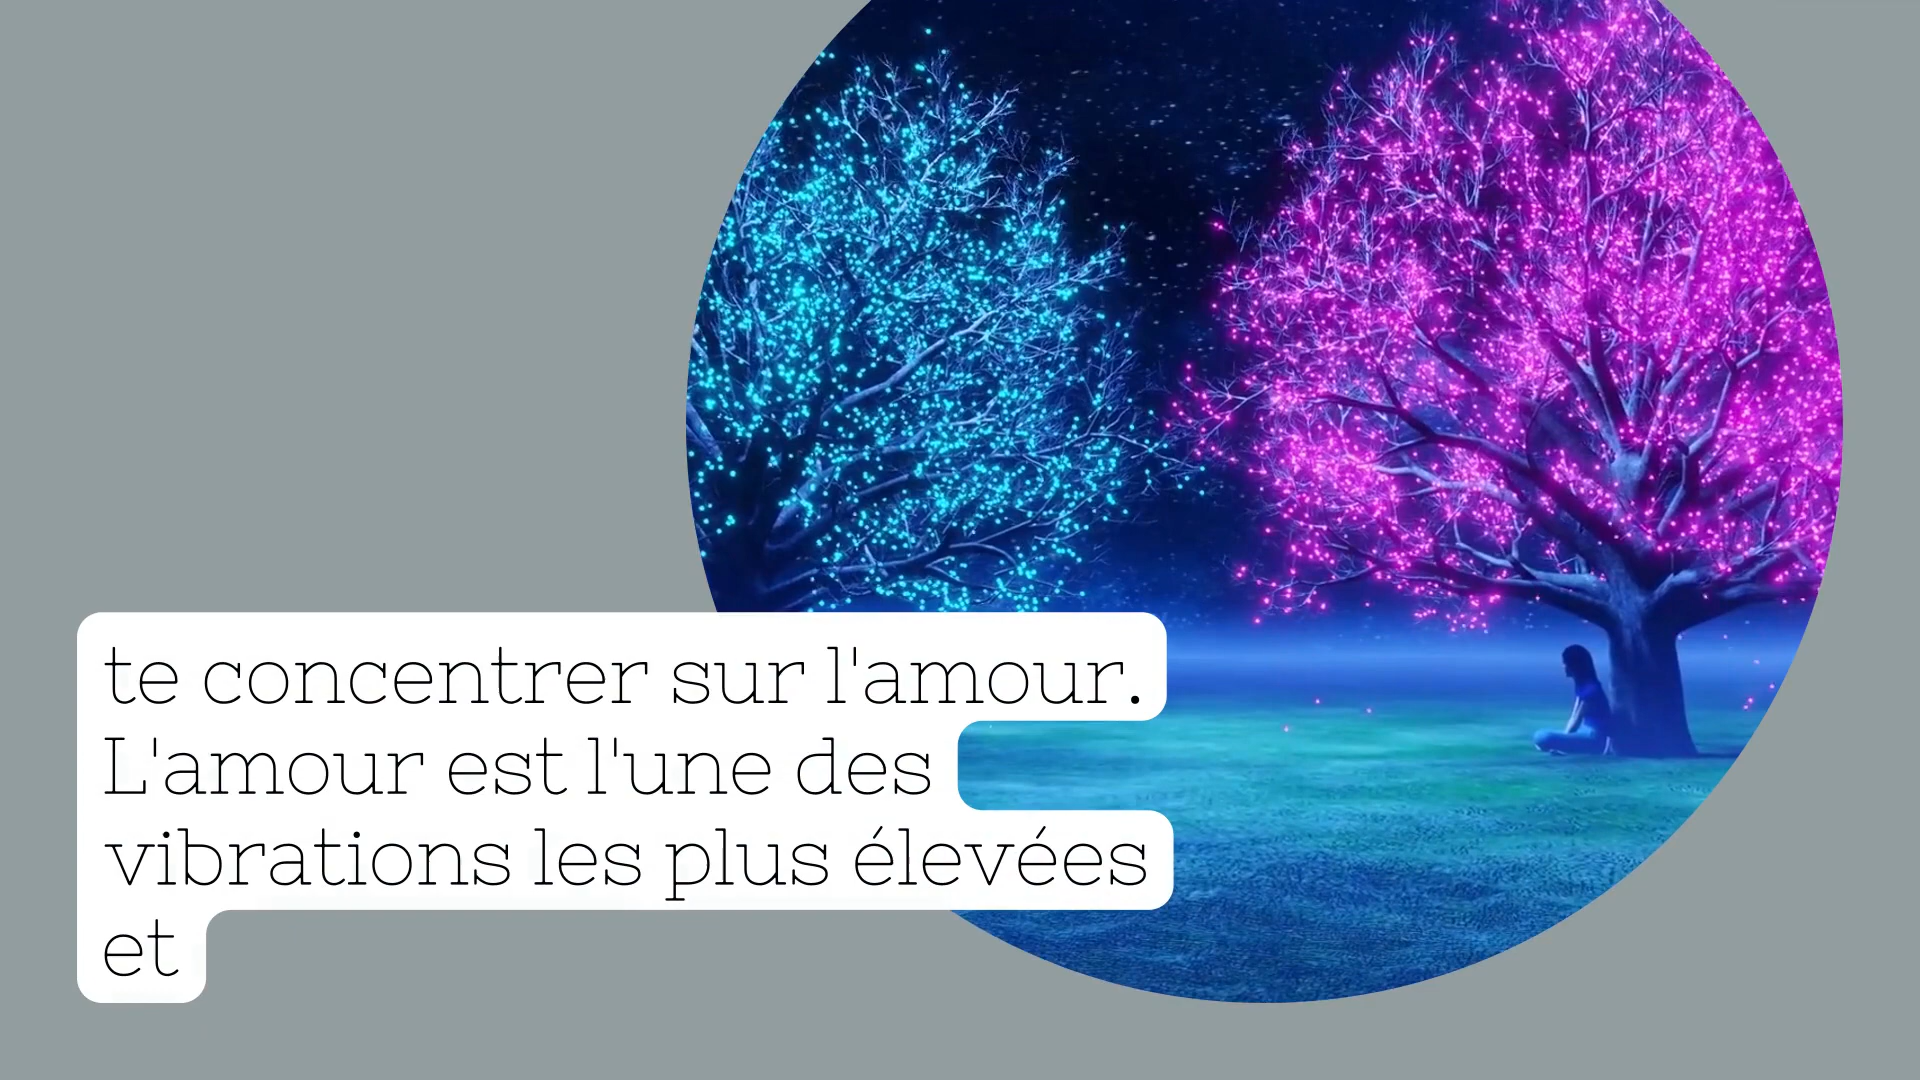 te concentrer sur l'amour.
L'amour est l'une des
vibrations les plus élevées
et